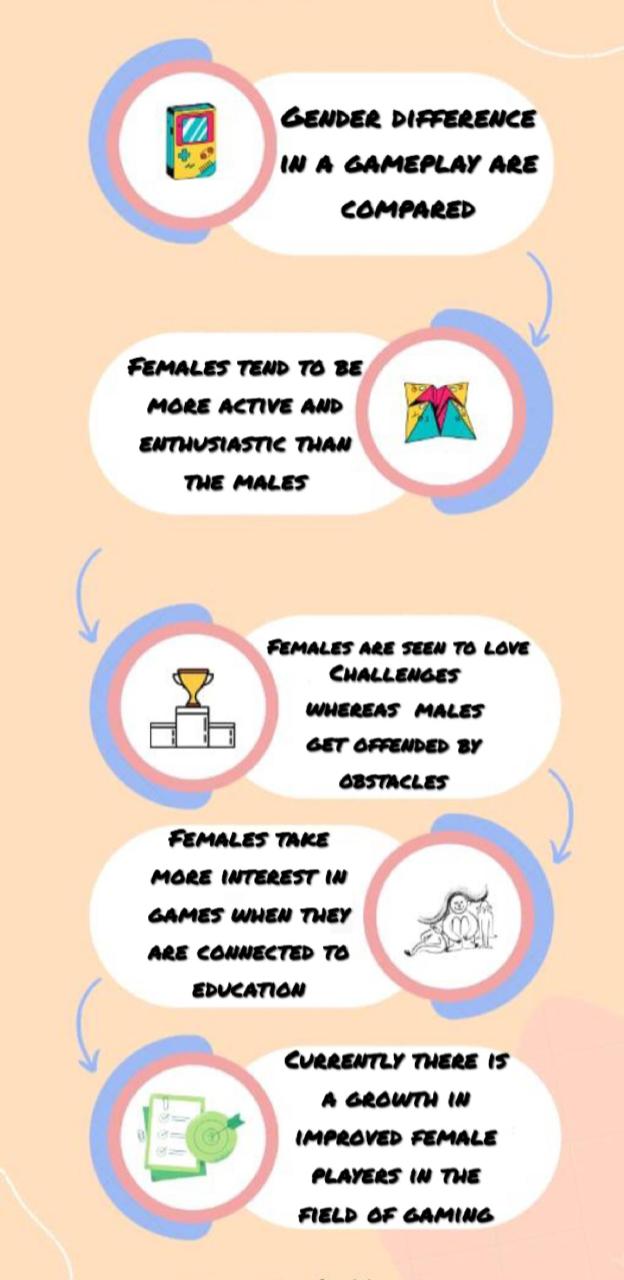 Gender difference
in a gameplay are
compared
Females tend to be
more active and
enthusiastic than
the males
Females are seen to love
Challenges
whereas males
get offended by
obstacles
Females take
more interest in
games when they
are connected to
education
Currently there is
a growth in
improved female
players in the
field of gaming